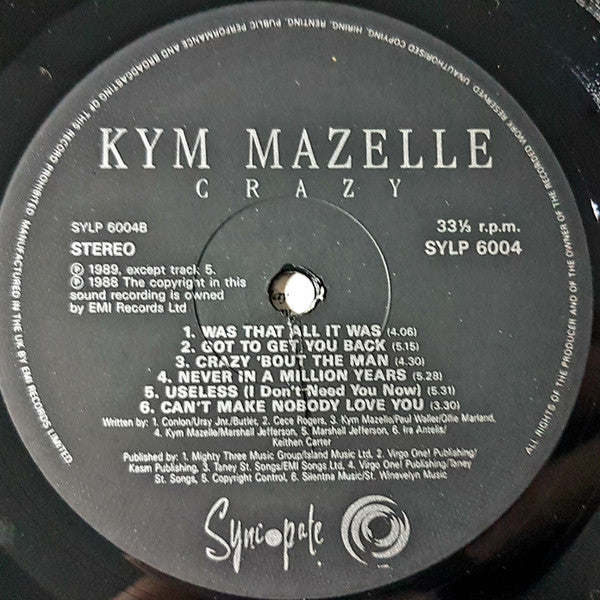 ALL RIGHTS OF THE PRODUCER AND OF THE OWNER OF THE RECORDED WORK RESERVED. UNAUTHORISED COPYING, HIRING, RENTING, PUBLIC PERFORMANCE AND BROADCASTING OF THIS RECORD PROHIBITED. MANUFACTURED IN THE UK BY EMI RECORDS LIMITED.
KYM MAZELLE
CRAZY
SYLP 6004B
33⅓ r.p.m.
STEREO
SYLP 6004
℗ 1989, except track 5.
℗ 1988 The copyright in this
sound recording is owned
by EMI Records Ltd
1. WAS THAT ALL IT WAS (4.06)
2. GOT TO GET YOU BACK (5.15)
3. CRAZY 'BOUT THE MAN (4.30)
4. NEVER IN A MILLION YEARS (5.28)
5. USELESS (I Don't Need You Now) (5.31)
6. CAN'T MAKE NOBODY LOVE YOU (3.30)
Written by: 1. Conlon/Uray Jnr./Butler, 2. Cece Rogers, 3. Kym Mazelle/Paul Waller/Ollie Marland,
4. Kym Mazelle/Marshall Jefferson, 5. Marshall Jefferson, 6. Ira Antelis/
Keithen Carter
Published by: 1. Mighty Three Music Group/Island Music Ltd, 2. Virgo One! Publishing/
Kasm Publishing, 3. Taney St. Songs/EMI Songs Ltd, 4. Virgo One! Publishing/Taney
St. Songs, 5. Copyright Control, 6. Silentna Music/St. Winevelyn Music
Syncopate